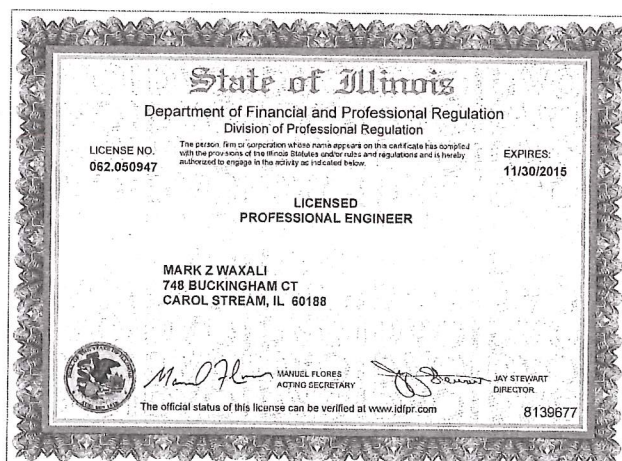 State of Illinois
Department of Financial and Professional Regulation
Division of Professional Regulation
LICENSE NO.
062.050947
The person, firm or corporation whose name appears on this certificate has complied
with the provisions of the Illinois Statutes and/or rules and regulations and is hereby
authorized to engage in the activity as indicated below.
EXPIRES:
11/30/2015
LICENSED
PROFESSIONAL ENGINEER
MARK Z WAXALI
748 BUCKINGHAM CT
CAROL STREAM, IL 60188
MANUEL FLORES
ACTING SECRETARY
JAY STEWART
DIRECTOR
The official status of this license can be verified at www.idfpr.com
8139677